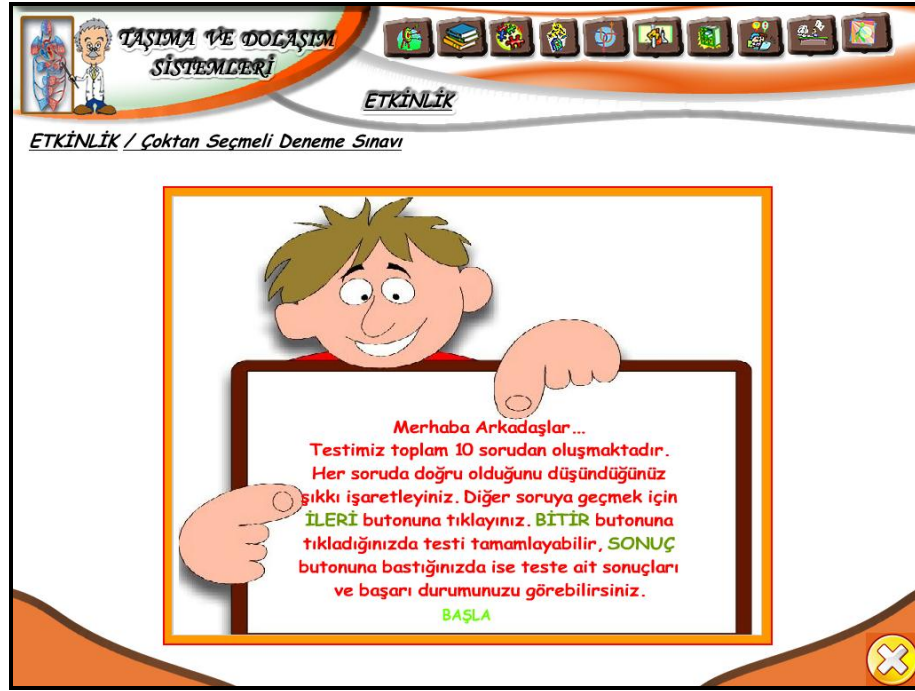 TAŞIMA VE DOLAŞIM
SİSTEMLERİ
ETKİNLİK
ETKİNLİK / Çoktan Seçmeli Deneme Sınavı
Merhaba Arkadaşlar...
Testimiz toplam 10 sorudan oluşmaktadır.
Her soruda doğru olduğunu düşündüğünüz
şıkkı işaretleyiniz. Diğer soruya geçmek için
İLERİ butonuna tıklayınız. BİTİR butonuna
tıkladığınızda testi tamamlayabilir, SONUÇ
butonuna bastığınızda ise teste ait sonuçları
ve başarı durumunuzu görebilirsiniz.
BAŞLA